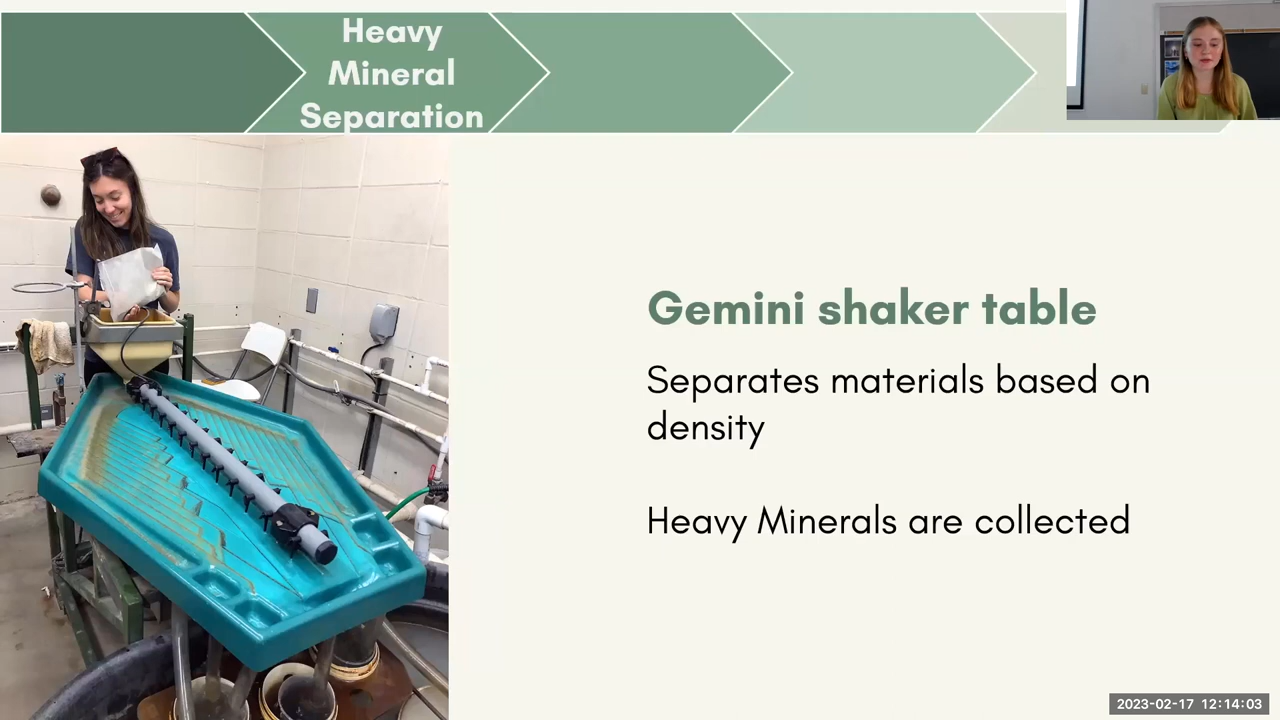 Heavy
Mineral
Separation
Gemini shaker table
Separates materials based on
density
Heavy Minerals are collected
2023-02-17 12:14:03